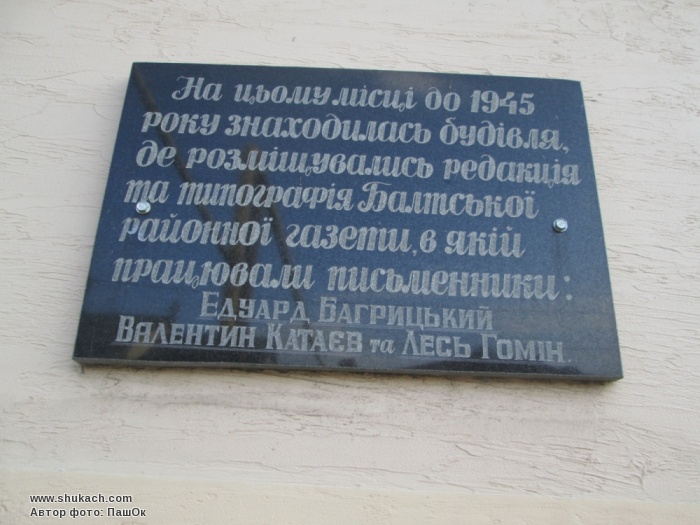 На цьому місці до 1945
року знаходилась будівля,
де розміщувались редакція
та типографія Балтської
районної газети, в якій
працювали письменники:
Едуард Багрицький
Валентин Катаєв та Лесь Гомін.
www.shukach.com
Автор фото: ПашОк